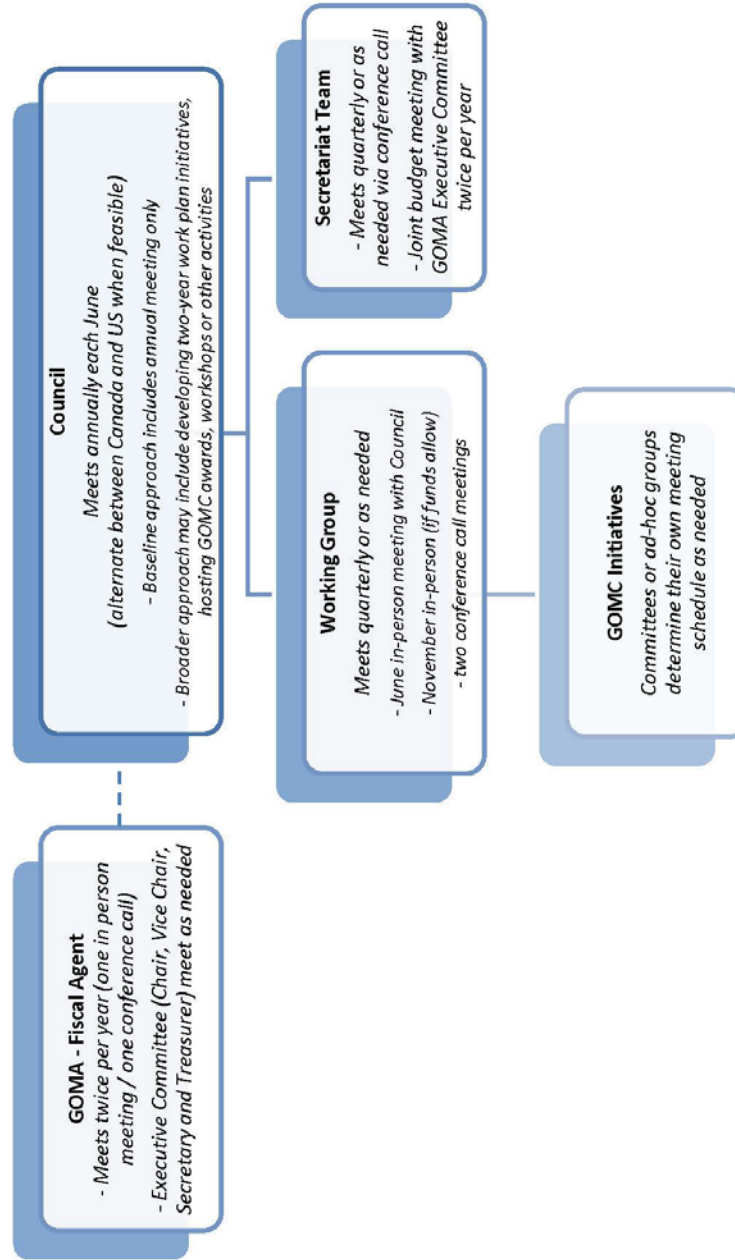 GOMA - Fiscal Agent
- Meets twice per year (one in person
meeting / one conference call)
- Executive Committee (Chair, Vice Chair,
Secretary and Treasurer) meet as needed
Council
Meets annually each June
(alternate between Canada and US when feasible)
- Baseline approach includes annual meeting only
- Broader approach may include developing two-year work plan initiatives,
hosting GOMC awards, workshops or other activities
Working Group
Meets quarterly or as needed
- June in-person meeting with Council
- November in-person (if funds allow)
- two conference call meetings
Secretariat Team
- Meets quarterly or as
needed via conference call
- Joint budget meeting with
GOMA Executive Committee
twice per year
GOMC Initiatives
Committees or ad-hoc groups
determine their own meeting
schedule as needed